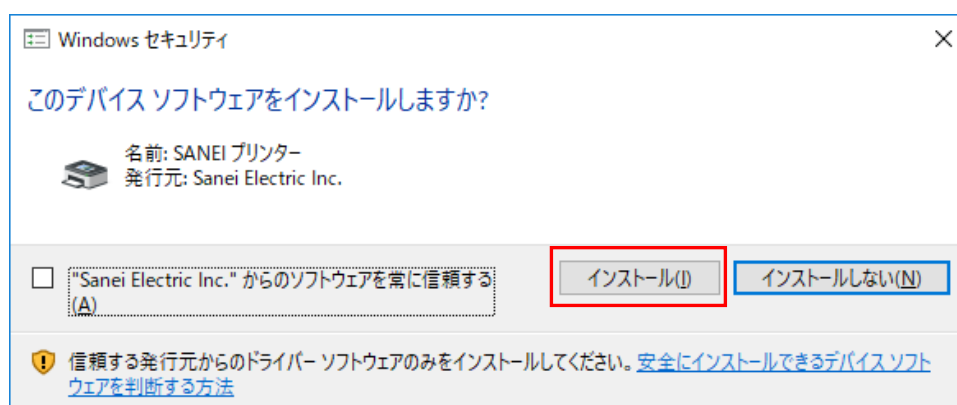 Windows セキュリティ
このデバイス ソフトウェアをインストールしますか?
名前: SANEI プリンター
発行元: Sanei Electric Inc.
"Sanei Electric Inc." からのソフトウェアを常に信頼する
(A)
インストール(I)
インストールしない(N)
信頼する発行元からのドライバー ソフトウェアのみをインストールしてください。安全にインストールできるデバイス ソフト
ウェアを判断する方法